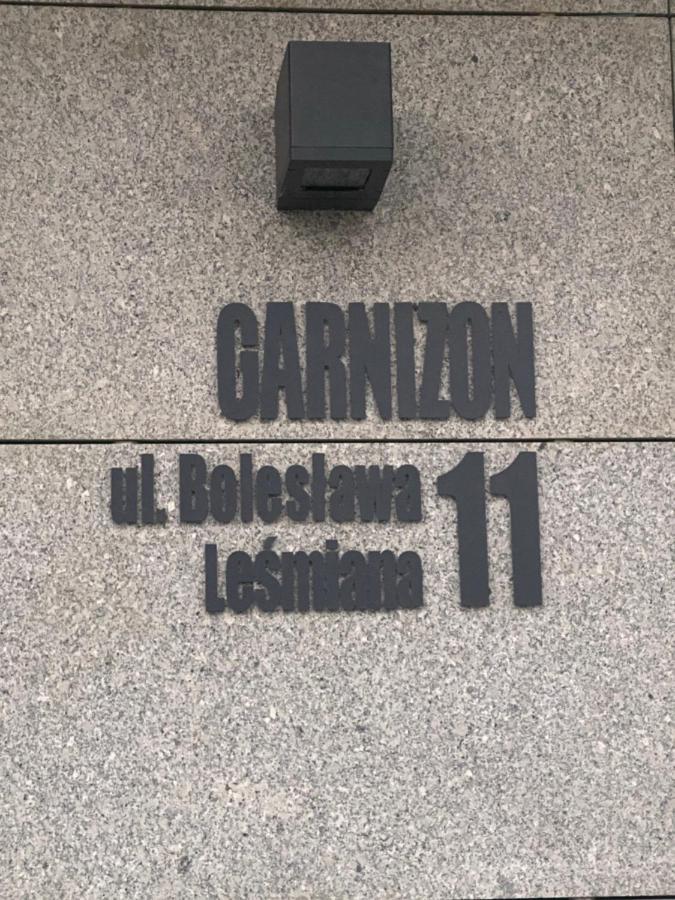 GARNIZON
ul. Bolesława
Leśmiana
11